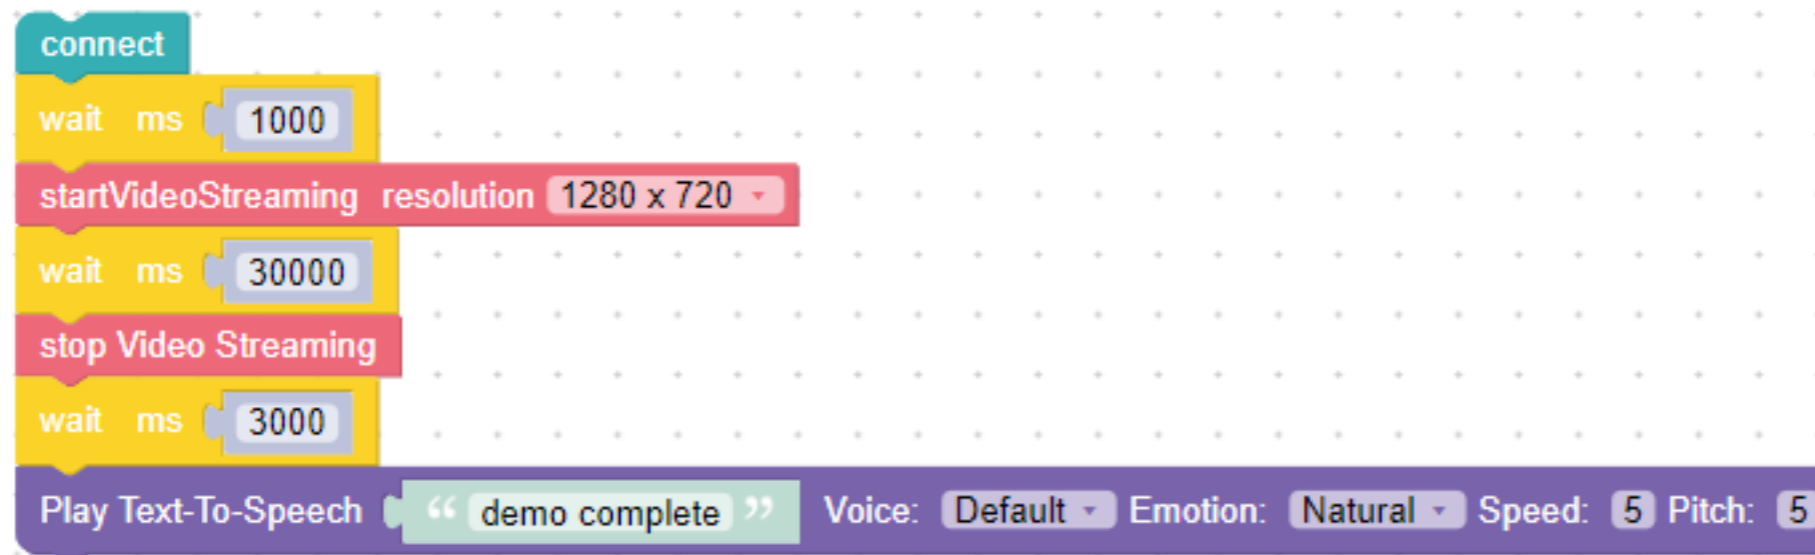 connect
wait ms 1000
startVideoStreaming resolution 1280 x 720
wait ms 30000
stop Video Streaming
wait ms 3000
Play Text-To-Speech “ demo complete ” Voice: Default Emotion: Natural Speed: 5 Pitch: 5